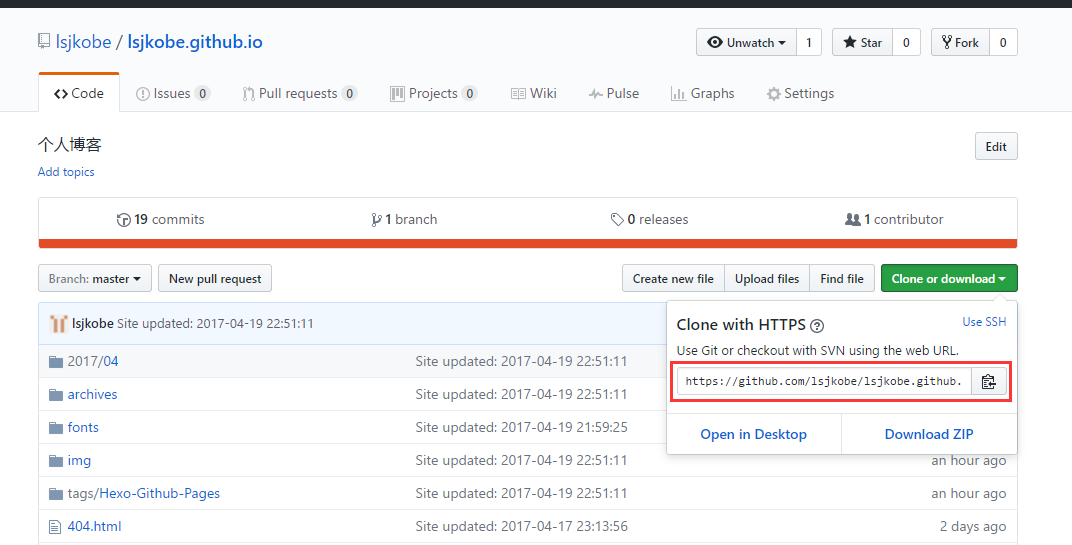 lsjkobe / lsjkobe.github.io
Unwatch 1 Star 0 Fork 0
Code Issues 0 Pull requests 0 Projects 0 Wiki Pulse Graphs Settings
个人博客
Edit
Add topics
19 commits 1 branch 0 releases 1 contributor
Branch: master New pull request Create new file Upload files Find file Clone or download
lsjkobe Site updated: 2017-04-19 22:51:11
Clone with HTTPS ? Use SSH
Use Git or checkout with SVN using the web URL.
https://github.com/lsjkobe/lsjkobe.github.
Open in Desktop Download ZIP
2017/04 Site updated: 2017-04-19 22:51:11
archives Site updated: 2017-04-19 22:51:11
fonts Site updated: 2017-04-19 21:59:25
img Site updated: 2017-04-19 22:51:11 an hour ago
tags/Hexo-Github-Pages Site updated: 2017-04-19 22:51:11 an hour ago
404.html Site updated: 2017-04-17 23:13:56 2 days ago